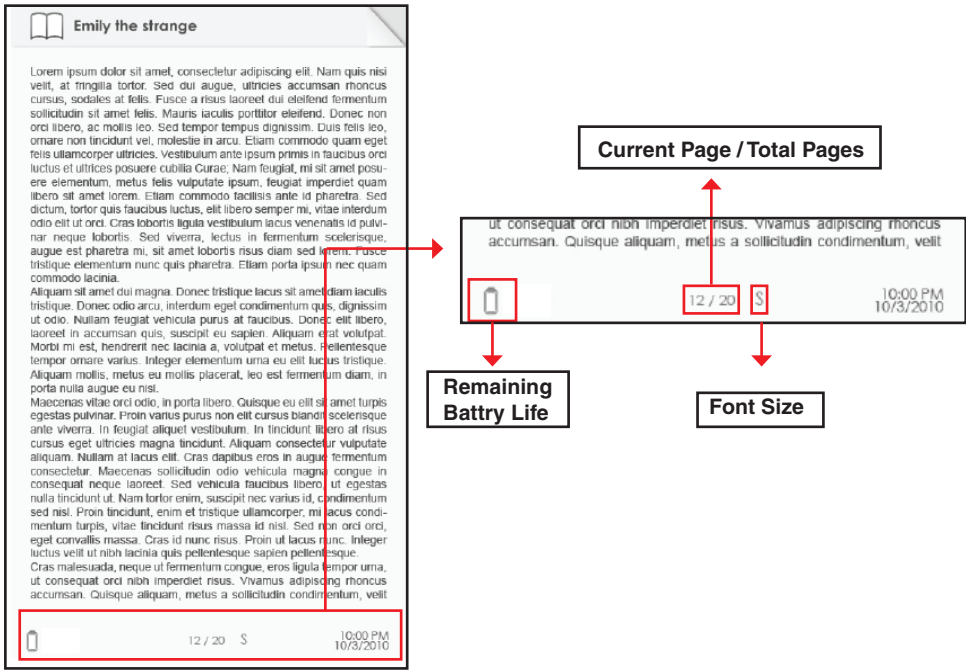 Emily the strange
Lorem ipsum dolor sit amet, consectetur adipiscing elit. Nam quis nisi
velit, at fringilla tortor. Sed dui augue, ultricies accumsan rhoncus
cursus, sodales at felis. Fusce a risus laoreet dui eleifend fermentum
sollicitudin sit amet felis. Mauris iaculis porttitor eleifend. Donec non
orci libero, ac mollis leo. Sed tempor tempus dignissim. Duis felis leo,
ornare non tincidunt vel, molestie in arcu. Etiam commodo quam eget
felis ullamcorper ultricies. Vestibulum ante ipsum primis in faucibus orci
luctus et ultrices posuere cubilia Curae; Nam feugiat, mi sit amet posu-
ere elementum, metus felis vulputate ipsum, feugiat imperdiet quam
libero sit amet lorem. Etiam commodo facilisis ante id pharetra. Sed
dictum, tortor quis faucibus luctus, elit libero semper mi, vitae interdum
odio elit ut orci. Cras lobortis ligula vestibulum lacus venenatis id pulvi-
nar neque lobortis. Sed viverra, lectus in fermentum scelerisque,
augue est pharetra mi, sit amet lobortis risus diam sed lorem. Fusce
tristique elementum nunc quis pharetra. Etiam porta ipsum nec quam
commodo lacinia.
Aliquam sit amet dui magna. Donec tristique lacus sit amet diam iaculis
tristique. Donec odio arcu, interdum eget condimentum quis, dignissim
ut odio. Nullam feugiat vehicula purus at faucibus. Donec elit libero,
laoreet in accumsan quis, suscipit eu sapien. Aliquam erat volutpat.
Morbi mi est, hendrerit nec lacinia a, volutpat et metus. Pellentesque
tempor ornare varius. Integer elementum urna eu elit luctus tristique.
Aliquam mollis, metus eu mollis placerat, leo est fermentum diam, in
porta nulla augue eu nisl.
Maecenas vitae orci odio, in porta libero. Quisque eu elit sit amet turpis
egestas pulvinar. Proin varius purus non elit cursus blandit scelerisque
ante viverra. In feugiat aliquet vestibulum. In tincidunt libero at risus
cursus eget ultricies magna tincidunt. Aliquam consectetur vulputate
aliquam. Nullam at lacus elit. Cras dapibus eros in augue fermentum
consectetur. Maecenas sollicitudin odio vehicula magna congue in
consequat neque laoreet. Sed vehicula faucibus libero, ut egestas
nulla tincidunt ut. Nam tortor enim, suscipit nec varius id, condimentum
sed nisl. Proin tincidunt, enim et tristique ullamcorper, mi lacus condi-
mentum turpis, vitae tincidunt risus massa id nisl. Sed non orci orci,
eget convallis massa. Cras id nunc risus. Proin ut lacus nunc. Integer
luctus velit ut nibh lacinia quis pellentesque sapien pellentesque.
Cras malesuada, neque ut fermentum congue, eros ligula tempor urna,
ut consequat orci nibh imperdiet risus. Vivamus adipiscing rhoncus
accumsan. Quisque aliquam, metus a sollicitudin condimentum, velit
12 / 20 S 10:00 PM
10/3/2010
Current Page / Total Pages
ut consequat orci nibh imperdiet risus. Vivamus adipiscing rhoncus
accumsan. Quisque aliquam, metus a sollicitudin condimentum, velit
12 / 20 S 10:00 PM
10/3/2010
Remaining
Battry Life
Font Size